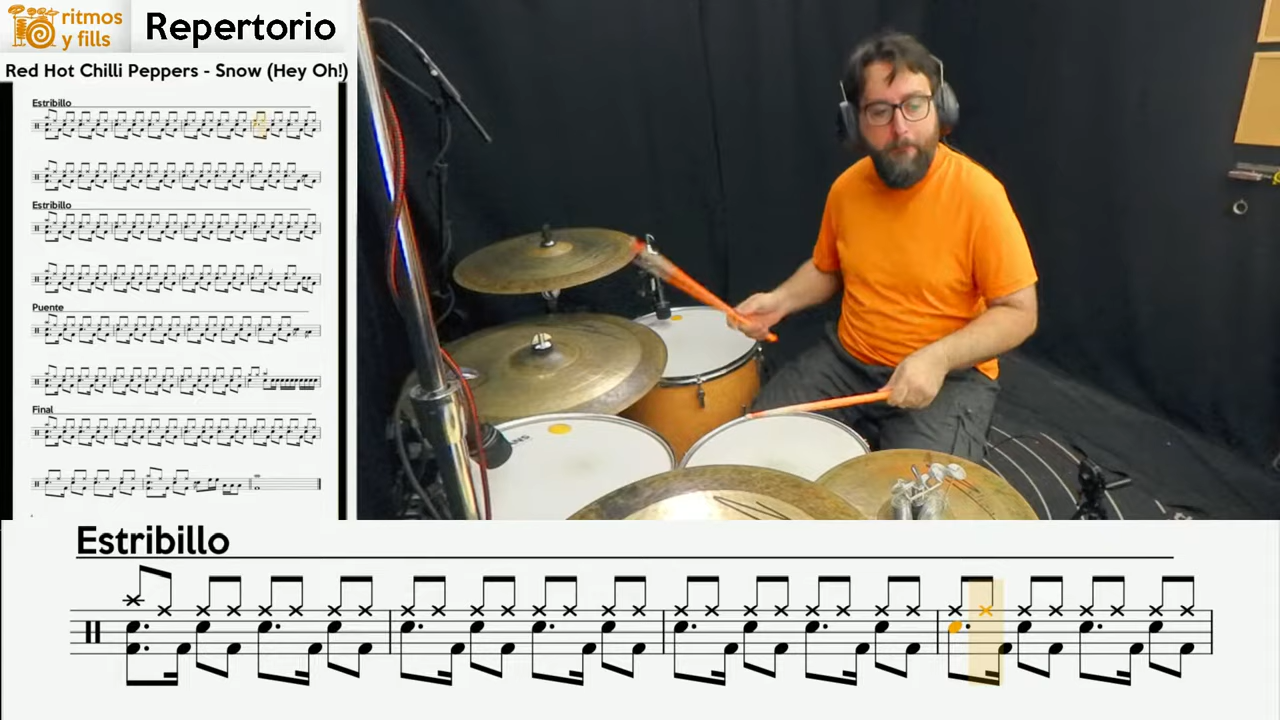 ritmos
y fills
Repertorio
Red Hot Chilli Peppers - Snow (Hey Oh!)
Estribillo
Estribillo
Puente
Final
Estribillo